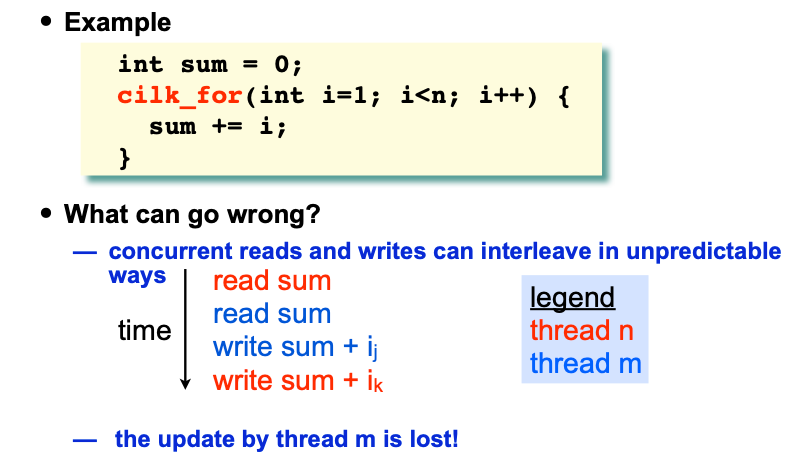 • Example
int sum = 0;
cilk_for(int i=1; i<n; i++) {
sum += i;
}
• What can go wrong?
— concurrent reads and writes can interleave in unpredictable
ways
read sum
read sum
time
write sum + ij
write sum + ik
legend
thread n
thread m
— the update by thread m is lost!